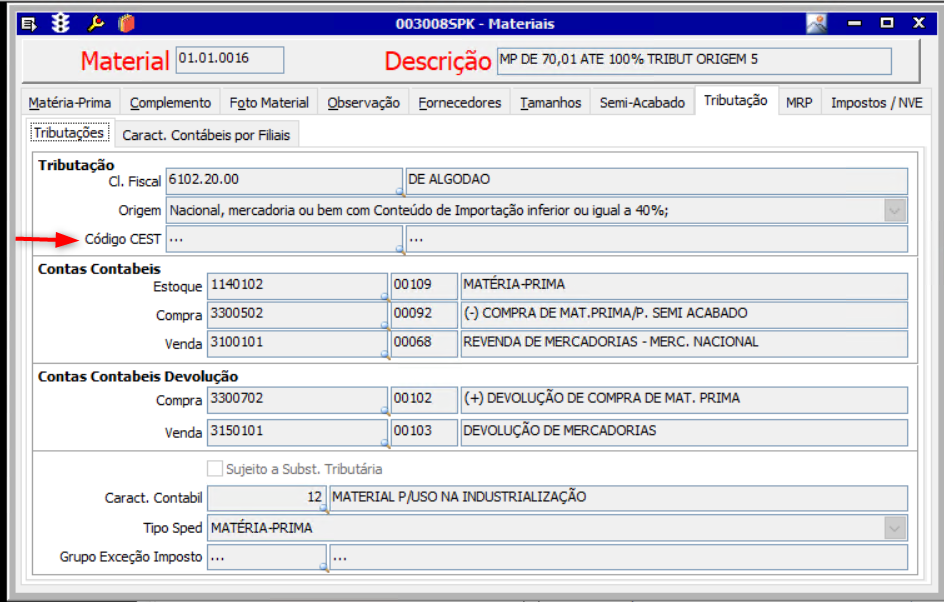 003008SPK - Materiais
Material 01.01.0016 Descrição MP DE 70,01 ATE 100% TRIBUT ORIGEM 5
Matéria-Prima Complemento Foto Material Observação Fornecedores Tamanhos Semi-Acabado Tributação MRP Impostos / NVE
Tributações Caract. Contábeis por Filiais
Tributação
Cl. Fiscal 6102.20.00 DE ALGODAO
Origem Nacional, mercadoria ou bem com Conteúdo de Importação inferior ou igual a 40%;
Código CEST ... ...
Contas Contabeis
Estoque 1140102 00109 MATÉRIA-PRIMA
Compra 3300502 00092 (-) COMPRA DE MAT.PRIMA/P. SEMI ACABADO
Venda 3100101 00068 REVENDA DE MERCADORIAS - MERC. NACIONAL
Contas Contabeis Devolução
Compra 3300702 00102 (+) DEVOLUÇÃO DE COMPRA DE MAT. PRIMA
Venda 3150101 00103 DEVOLUÇÃO DE MERCADORIAS
Sujeito a Subst. Tributária
Caract. Contabil 12 MATERIAL P/USO NA INDUSTRIALIZAÇÃO
Tipo Sped MATÉRIA-PRIMA
Grupo Exceção Imposto ... ...